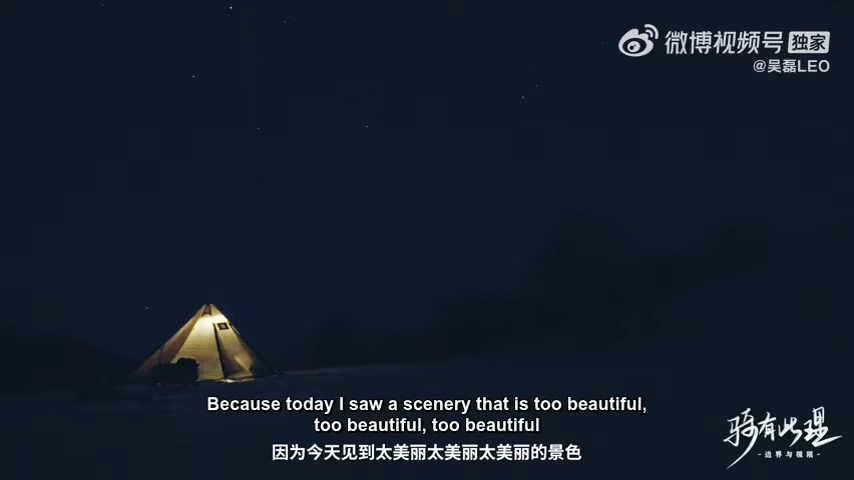 微博视频号 独家
@吴磊LEO
Because today I saw a scenery that is too beautiful,
too beautiful, too beautiful
因为今天见到太美丽太美丽太美丽的景色
骑有此理
-边界与极限-